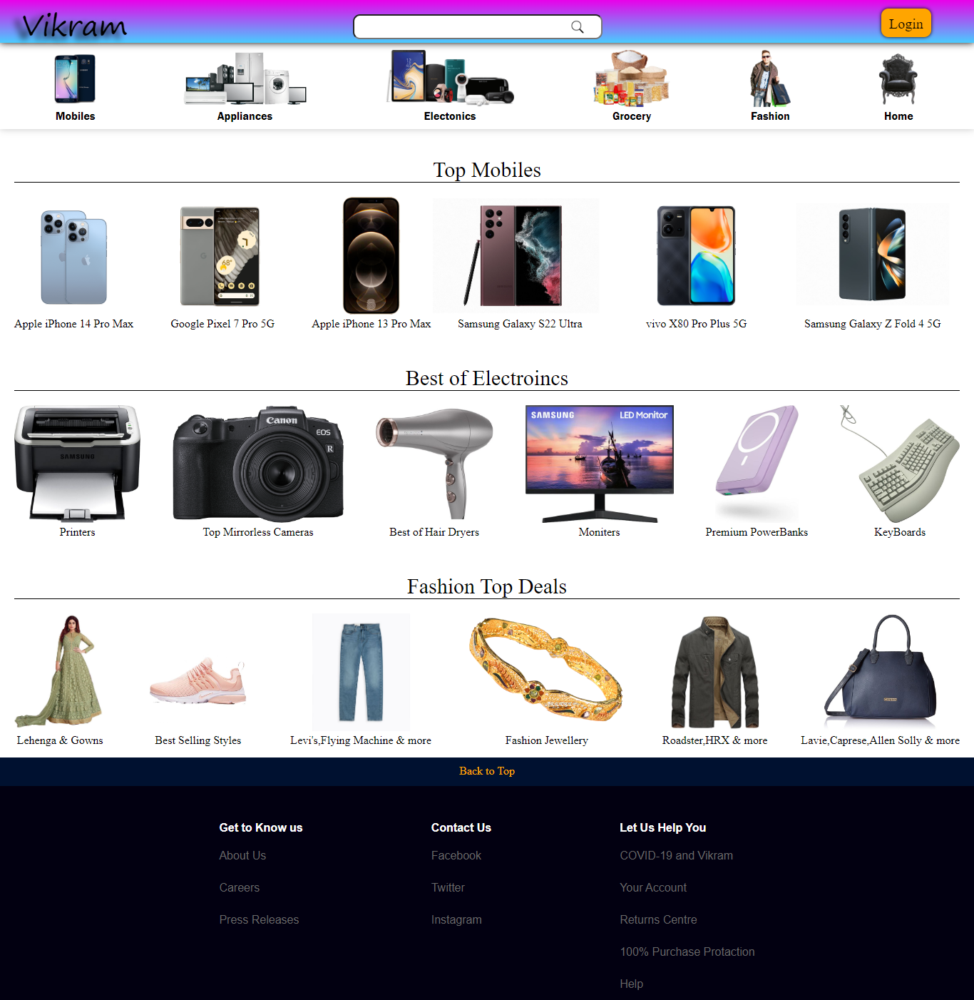 Vikram
Login
Mobiles
Appliances
Electonics
Grocery
Fashion
Home
Top Mobiles
Apple iPhone 14 Pro Max
Google Pixel 7 Pro 5G
Apple iPhone 13 Pro Max
Samsung Galaxy S22 Ultra
vivo X80 Pro Plus 5G
Samsung Galaxy Z Fold 4 5G
Best of Electroincs
SAMSUNG
Canon
EOS
R
SAMSUNG
LED Monitor
Printers
Top Mirrorless Cameras
Best of Hair Dryers
Moniters
Premium PowerBanks
KeyBoards
Fashion Top Deals
Lehenga & Gowns
Best Selling Styles
Levi's,Flying Machine & more
Fashion Jewellery
Roadster,HRX & more
Lavie,Caprese,Allen Solly & more
Back to Top
Get to Know us
About Us
Careers
Press Releases
Contact Us
Facebook
Twitter
Instagram
Let Us Help You
COVID-19 and Vikram
Your Account
Returns Centre
100% Purchase Protaction
Help